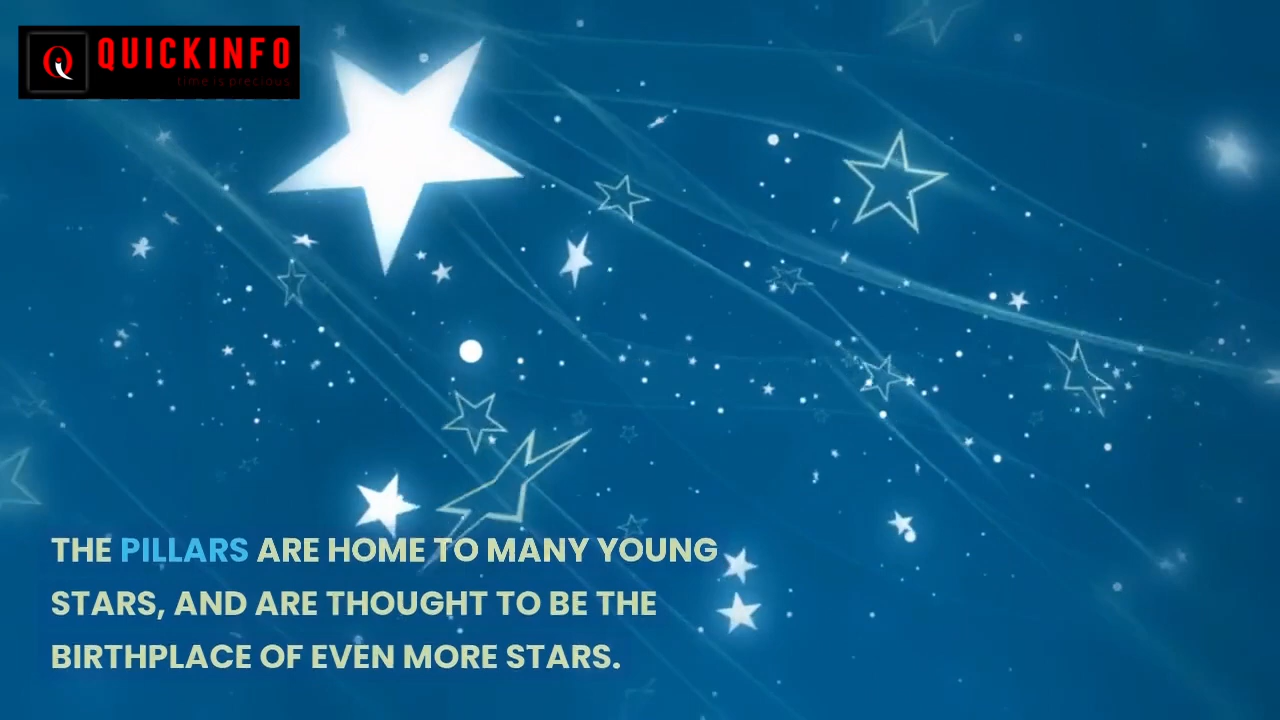 QUICKINFO
time is precious
THE PILLARS ARE HOME TO MANY YOUNG
STARS, AND ARE THOUGHT TO BE THE
BIRTHPLACE OF EVEN MORE STARS.